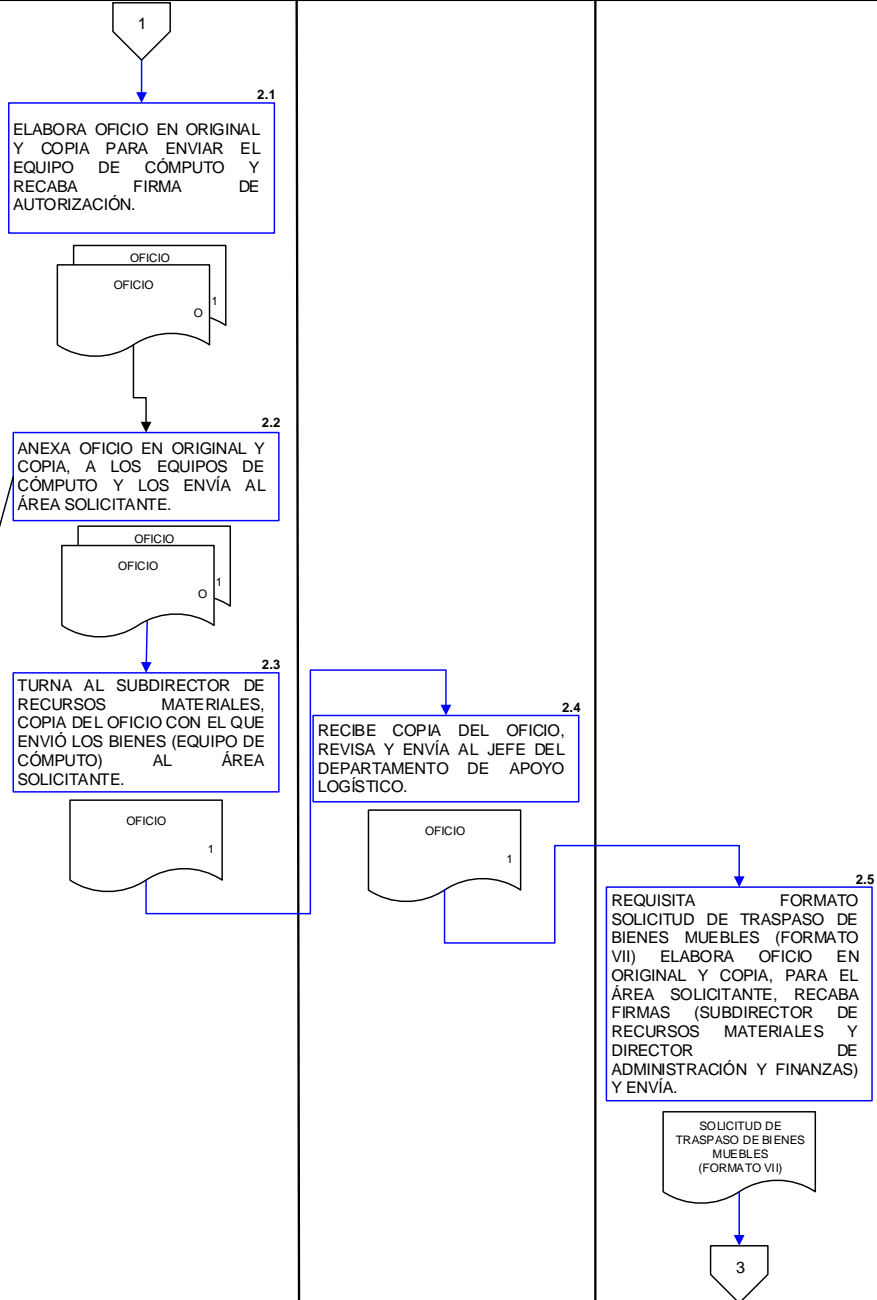 1
2.1
ELABORA OFICIO EN ORIGINAL
Y COPIA PARA ENVIAR EL
EQUIPO DE CÓMPUTO Y
RECABA FIRMA DE
AUTORIZACIÓN.
OFICIO
1
OFICIO
O
2.2
ANEXA OFICIO EN ORIGINAL Y
COPIA, A LOS EQUIPOS DE
CÓMPUTO Y LOS ENVÍA AL
ÁREA SOLICITANTE.
OFICIO
1
OFICIO
O
2.3
TURNA AL SUBDIRECTOR DE
RECURSOS MATERIALES,
COPIA DEL OFICIO CON EL QUE
ENVIÓ LOS BIENES (EQUIPO DE
CÓMPUTO) AL ÁREA
SOLICITANTE.
OFICIO
1
2.4
RECIBE COPIA DEL OFICIO,
REVISA Y ENVÍA AL JEFE DEL
DEPARTAMENTO DE APOYO
LOGÍSTICO.
OFICIO
1
2.5
REQUISITA FORMATO
SOLICITUD DE TRASPASO DE
BIENES MUEBLES (FORMATO
VII) ELABORA OFICIO EN
ORIGINAL Y COPIA, PARA EL
ÁREA SOLICITANTE, RECABA
FIRMAS (SUBDIRECTOR DE
RECURSOS MATERIALES Y
DIRECTOR DE
ADMINISTRACIÓN Y FINANZAS)
Y ENVÍA.
SOLICITUD DE
TRASPASO DE BIENES
MUEBLES
(FORMATO VII)
3